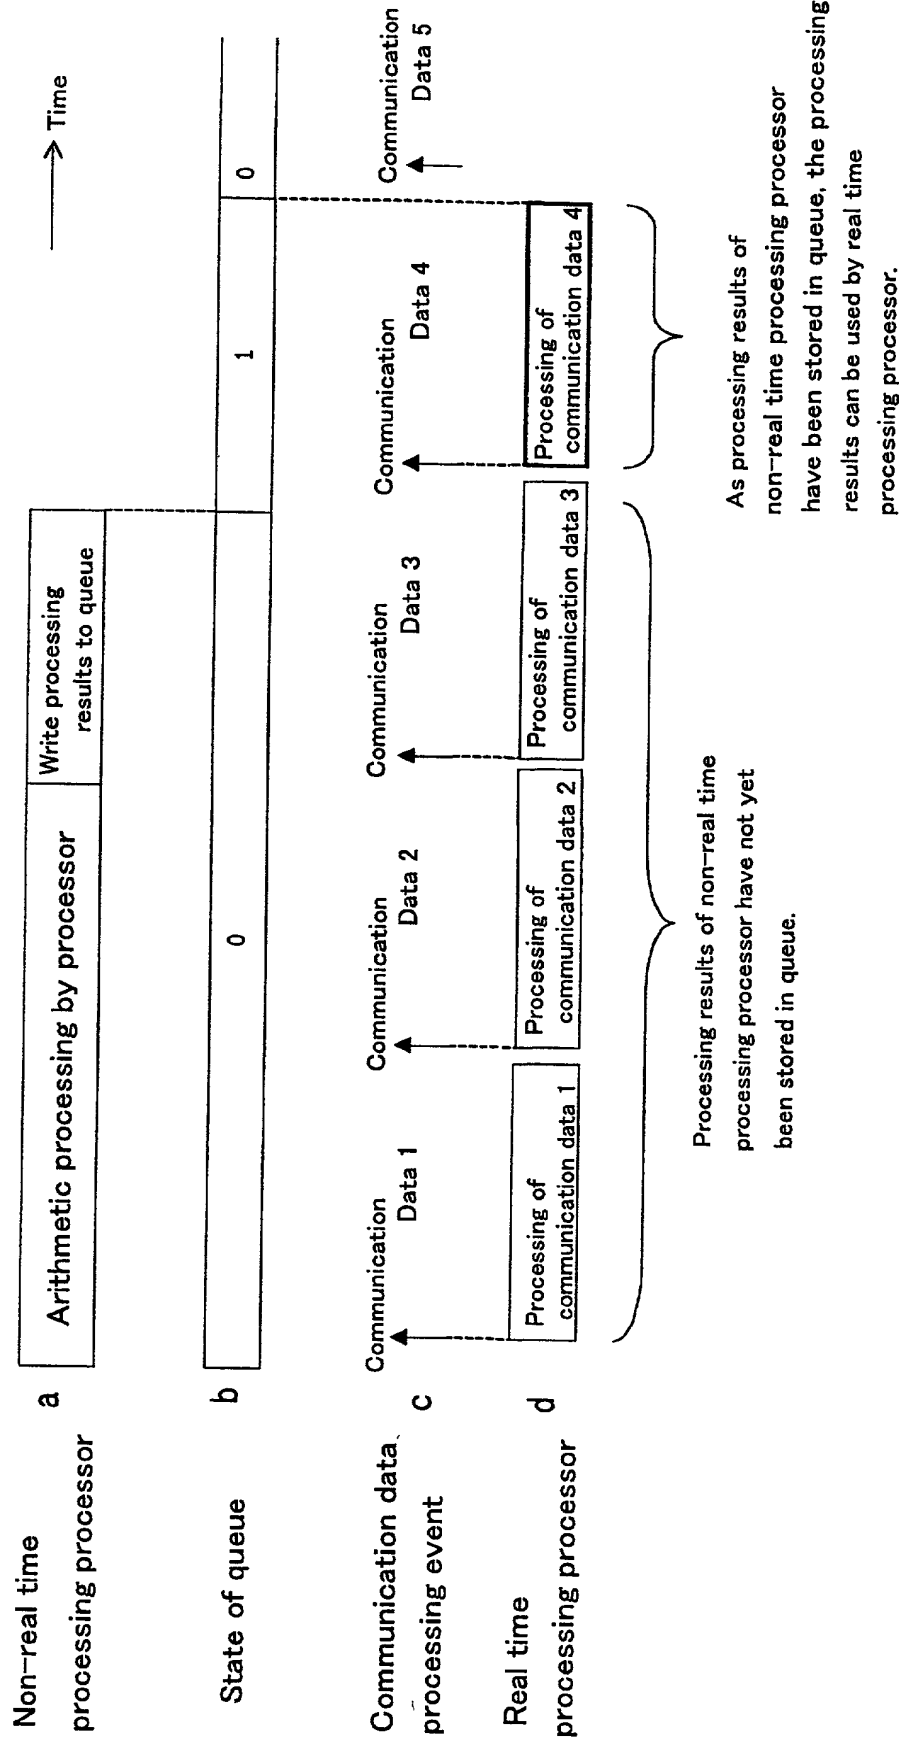 Time
Non-real time
processing processor
a
Arithmetic processing by processor
Write processing
results to queue
State of queue
b
0
1
0
Communication data
processing event
c
Communication
Data 1
Communication
Data 2
Communication
Data 3
Communication
Data 4
Communication
Data 5
Real time
processing processor
d
Processing of
communication data 1
Processing of
communication data 2
Processing of
communication data 3
Processing of
communication data 4
Processing results of non-real time
processing processor have not yet
been stored in queue.
As processing results of
non-real time processing processor
have been stored in queue, the processing
results can be used by real time
processing processor.